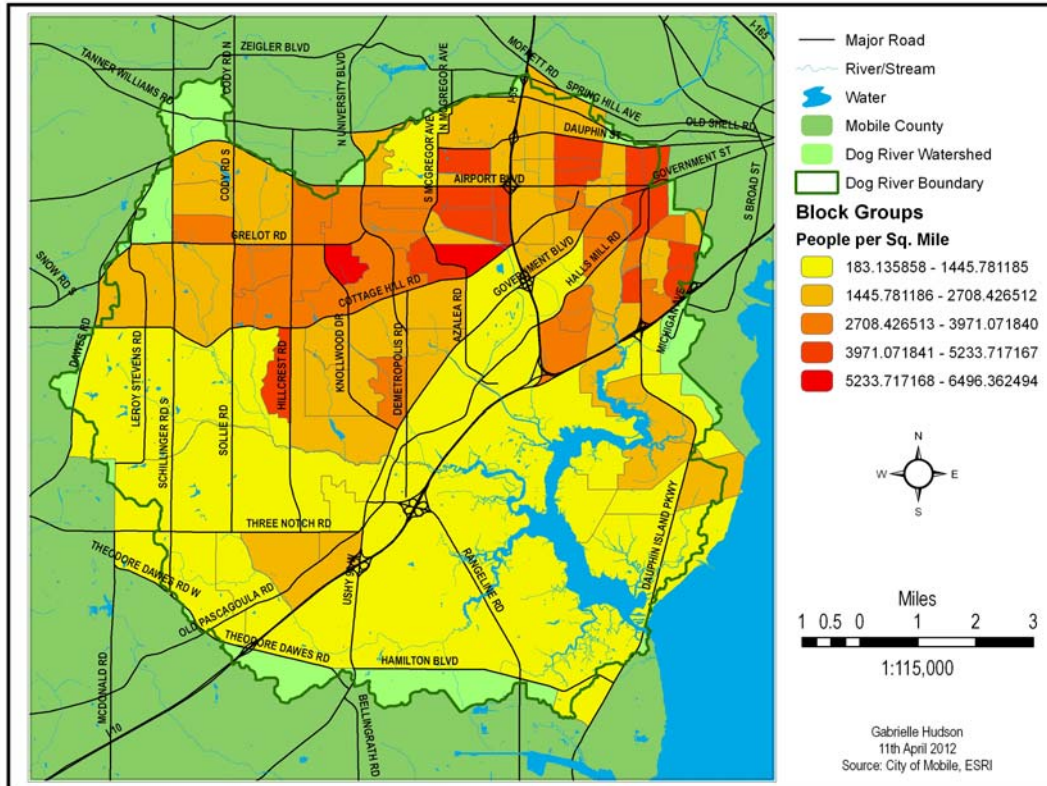 I-165
MOFFETT RD
ZEIGLER BLVD
TANNER WILLIAMS RD
CODY RD N
N UNIVERSITY BLVD
N MCGREGOR AVE
I-65
SPRING HILL AVE
OLD SHELL RD
DAUPHIN ST
GOVERNMENT ST
S BROAD ST
CODY RD S
S MCGREGOR AVE
AIRPORT BLVD
GRELOT RD
SNOW RD S
GOVERNMENT BLVD
HALLS MILL RD
COTTAGE HILL RD
DAWES RD
LEROY STEVENS RD
HILLCREST RD
KNOLLWOOD DR
DEMETROPOLIS RD
AZALEA RD
MICHIGAN AVE
SCHILLINGER RD S
SOLLIE RD
THREE NOTCH RD
THEODORE DAWES RD W
OLD PASCAGOULA RD
USHY 90 W
RANGELINE RD
DAUPHIN ISLAND PKWY
THEODORE DAWES RD
HAMILTON BLVD
MCDONALD RD
BELLINGRATH RD
I-10
Major Road
River/Stream
Water
Mobile County
Dog River Watershed
Dog River Boundary
Block Groups
People per Sq. Mile
183.135858 - 1445.781185
1445.781186 - 2708.426512
2708.426513 - 3971.071840
3971.071841 - 5233.717167
5233.717168 - 6496.362494
N
W E
S
Miles
1 0.5 0 1 2 3
1:115,000
Gabrielle Hudson
11th April 2012
Source: City of Mobile, ESRI